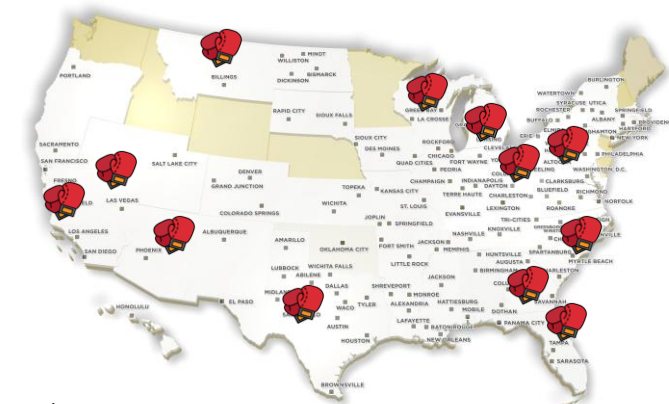 PORTLAND
BILLINGS
WILLISTON
MINOT
BISMARCK
DICKINSON
RAPID CITY
SIOUX FALLS
LA CROSSE
WATERTOWN
BURLINGTON
SYRACUSE
UTICA
ROCHESTER
ALBANY
SPRINGFIELD
BUFFALO
HARTFORD
NEW YORK
ERIE
PHILADELPHIA
WASHINGTON, D.C.
SACRAMENTO
SAN FRANCISCO
FRESNO
SALT LAKE CITY
LAS VEGAS
LOS ANGELES
SAN DIEGO
PHOENIX
GRAND JUNCTION
DENVER
COLORADO SPRINGS
ALBUQUERQUE
EL PASO
SIOUX CITY
DES MOINES
QUAD CITIES
ROCKFORD
CHICAGO
PEORIA
FORT WAYNE
CHAMPAIGN
INDIANAPOLIS
DAYTON
TERRE HAUTE
TOPEKA
KANSAS CITY
ST. LOUIS
EVANSVILLE
LEXINGTON
CHARLESTON
CLARKSBURG
BLUEFIELD
RICHMOND
ROANOKE
NORFOLK
WICHITA
JOPLIN
SPRINGFIELD
NASHVILLE
KNOXVILLE
TRI-CITIES
AMARILLO
OKLAHOMA CITY
FORT SMITH
JACKSON
MEMPHIS
HUNTSVILLE
SPARTANBURG
AUGUSTA
MYRTLE BEACH
LITTLE ROCK
BIRMINGHAM
LUBBOCK
WICHITA FALLS
ABILENE
DALLAS
TYLER
WACO
SHREVEPORT
MONROE
JACKSON
ALEXANDRIA
HATTIESBURG
MOBILE
DOTHAN
SAVANNAH
PANAMA CITY
LAFAYETTE
BATON ROUGE
NEW ORLEANS
AUSTIN
HOUSTON
BROWNSVILLE
TAMPA
SARASOTA
HONOLULU